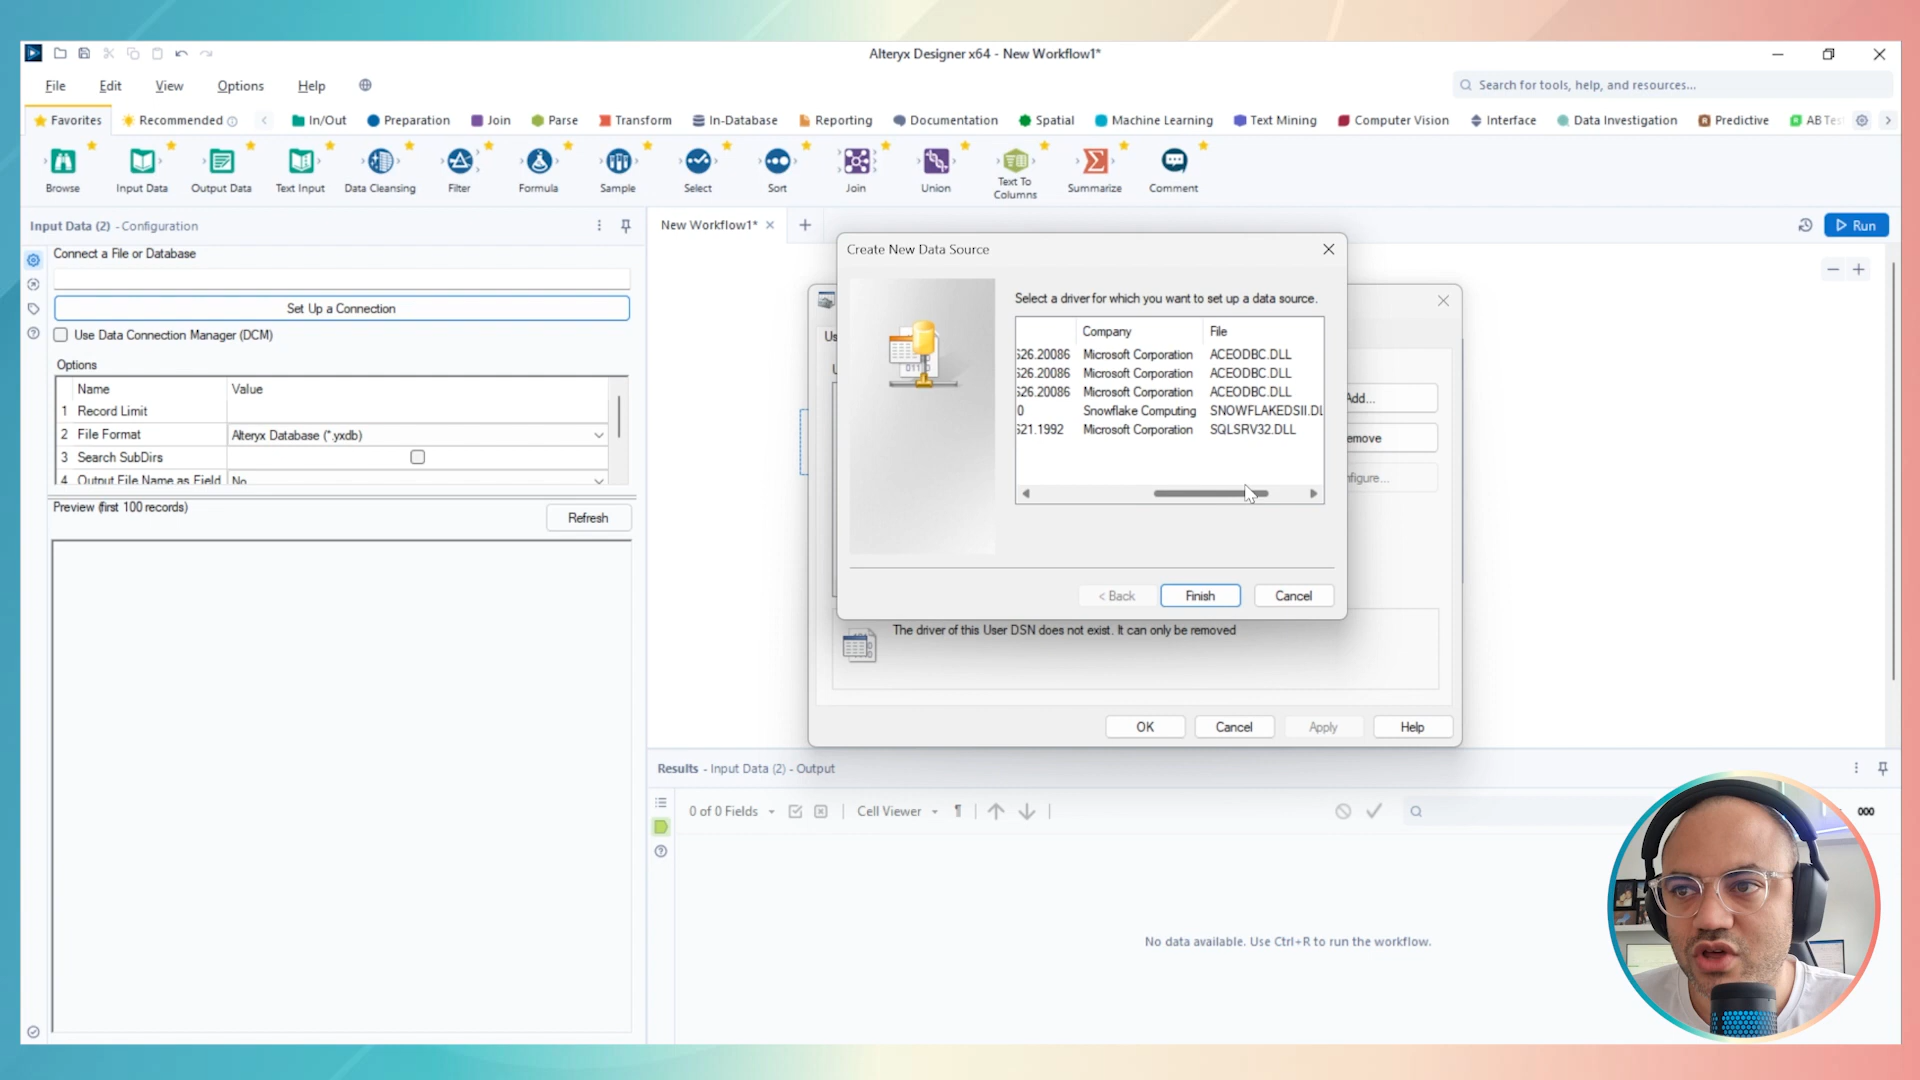 Alteryx Designer x64 - New Workflow1*
File Edit View Options Help
Search for tools, help, and resources...
Favorites Recommended In/Out Preparation Join Parse Transform In-Database Reporting Documentation Spatial Machine Learning Text Mining Computer Vision Interface Data Investigation Predictive AB Tes
Browse Input Data Output Data Text Input Data Cleansing Filter Formula Sample Select Sort Join Union Text To Columns Summarize Comment
Input Data (2) - Configuration
New Workflow1*
Run
Connect a File or Database
Set Up a Connection
Use Data Connection Manager (DCM)
Options
Name Value
1 Record Limit
2 File Format Alteryx Database (*.yxdb)
3 Search SubDirs
4 Output File Name as Field No
Preview (first 100 records)
Refresh
Create New Data Source
Select a driver for which you want to set up a data source.
Company File
526.20086 Microsoft Corporation ACEODBC.DLL
526.20086 Microsoft Corporation ACEODBC.DLL
526.20086 Microsoft Corporation ACEODBC.DLL
0 Snowflake Computing SNOWFLAKEDSII.DL
521.1992 Microsoft Corporation SQLSRV32.DLL
Us
U
Add...
emove
nfigure...
< Back Finish Cancel
The driver of this User DSN does not exist. It can only be removed
OK Cancel Apply Help
Results - Input Data (2) - Output
0 of 0 Fields Cell Viewer
000
No data available. Use Ctrl+R to run the workflow.